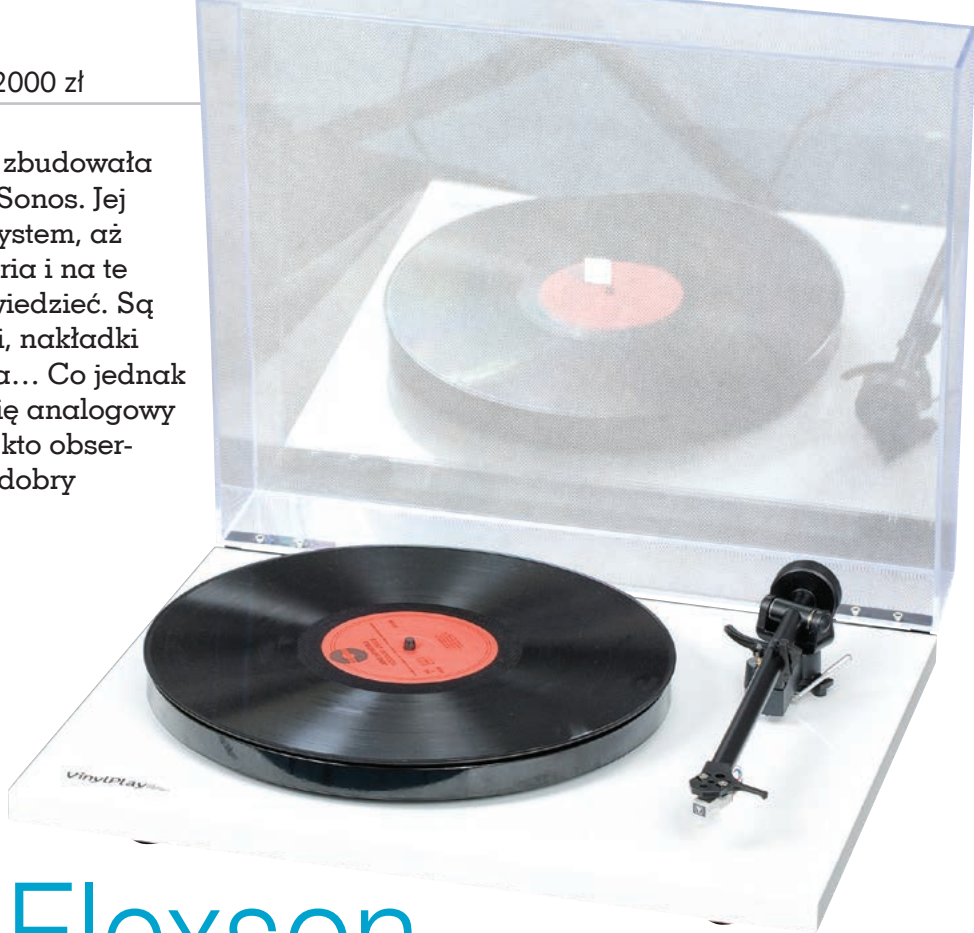 2000 zł
zbudowała
Sonos. Jej
ystem, aż
ria i na te
wiedzieć. Są
i, nakładki
a... Co jednak
ię analogowy
kto obser-
dobry
VinylPlay
Flexson